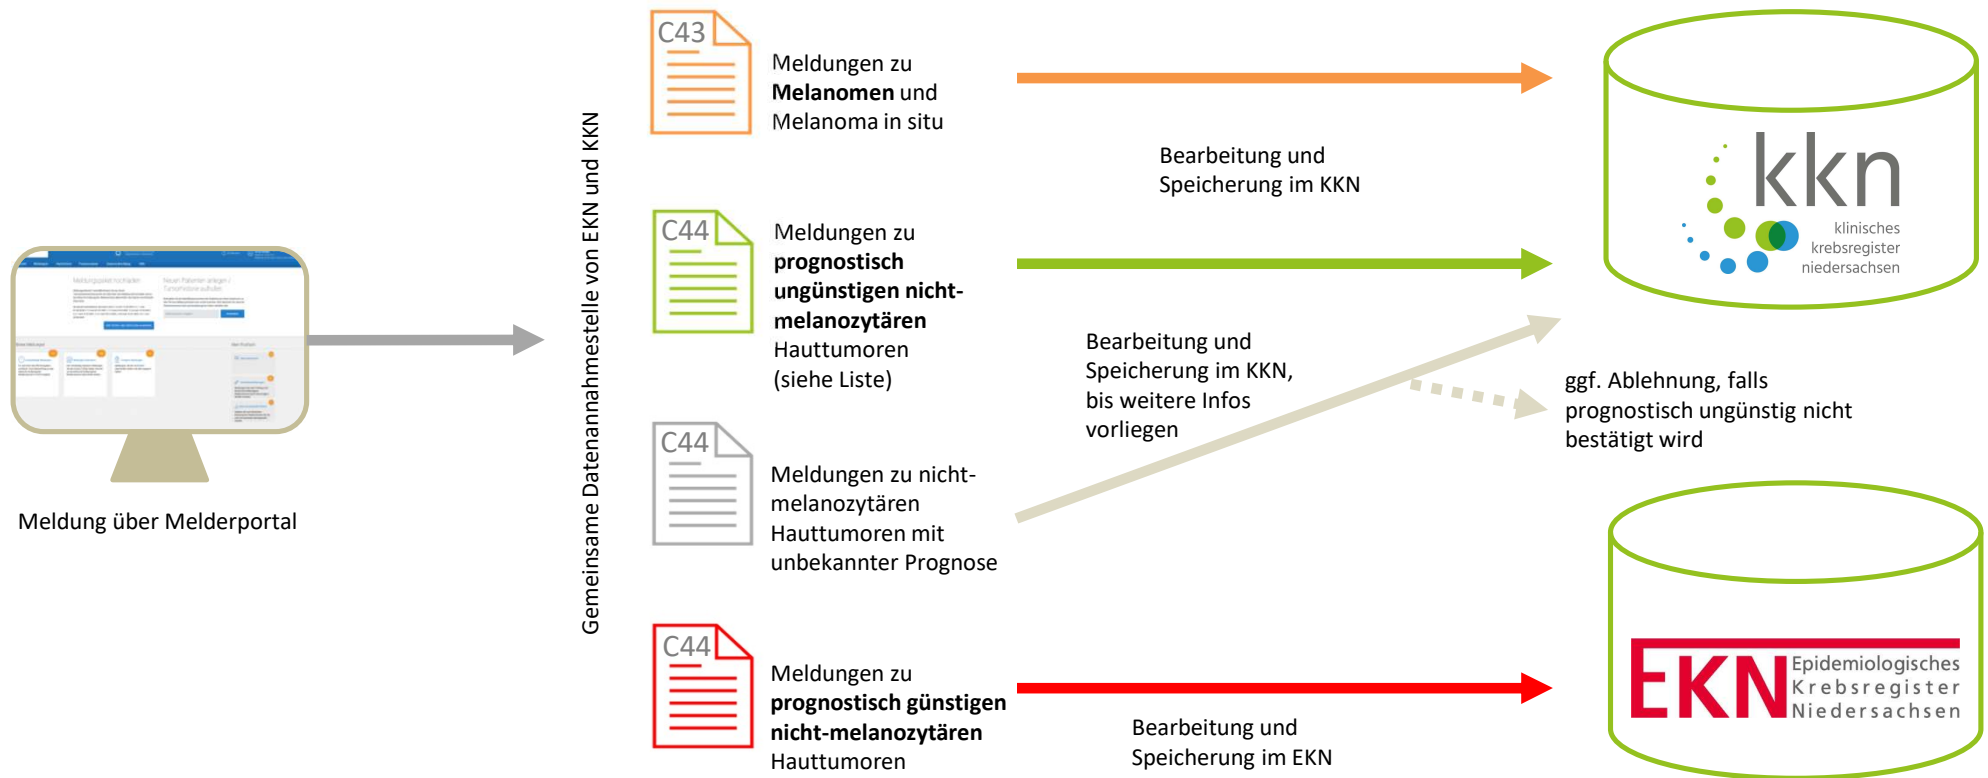 Meldung über Melderportal
Gemeinsame Datenannahmestelle von EKN und KKN
C43
Meldungen zu
Melanomen und
Melanoma in situ
C44
Meldungen zu
prognostisch
ungünstigen nicht-
melanozytären
Hauttumoren
(siehe Liste)
C44
Meldungen zu nicht-
melanozytären
Hauttumoren mit
unbekannter Prognose
C44
Meldungen zu
prognostisch günstigen
nicht-melanozytären
Hauttumoren
Bearbeitung und
Speicherung im KKN
Bearbeitung und
Speicherung im KKN,
bis weitere Infos
vorliegen
Bearbeitung und
Speicherung im EKN
kkn
klinisches
krebsregister
niedersachsen
ggf. Ablehnung, falls
prognostisch ungünstig nicht
bestätigt wird
EKN
Epidemiologisches
Krebsregister
Niedersachsen